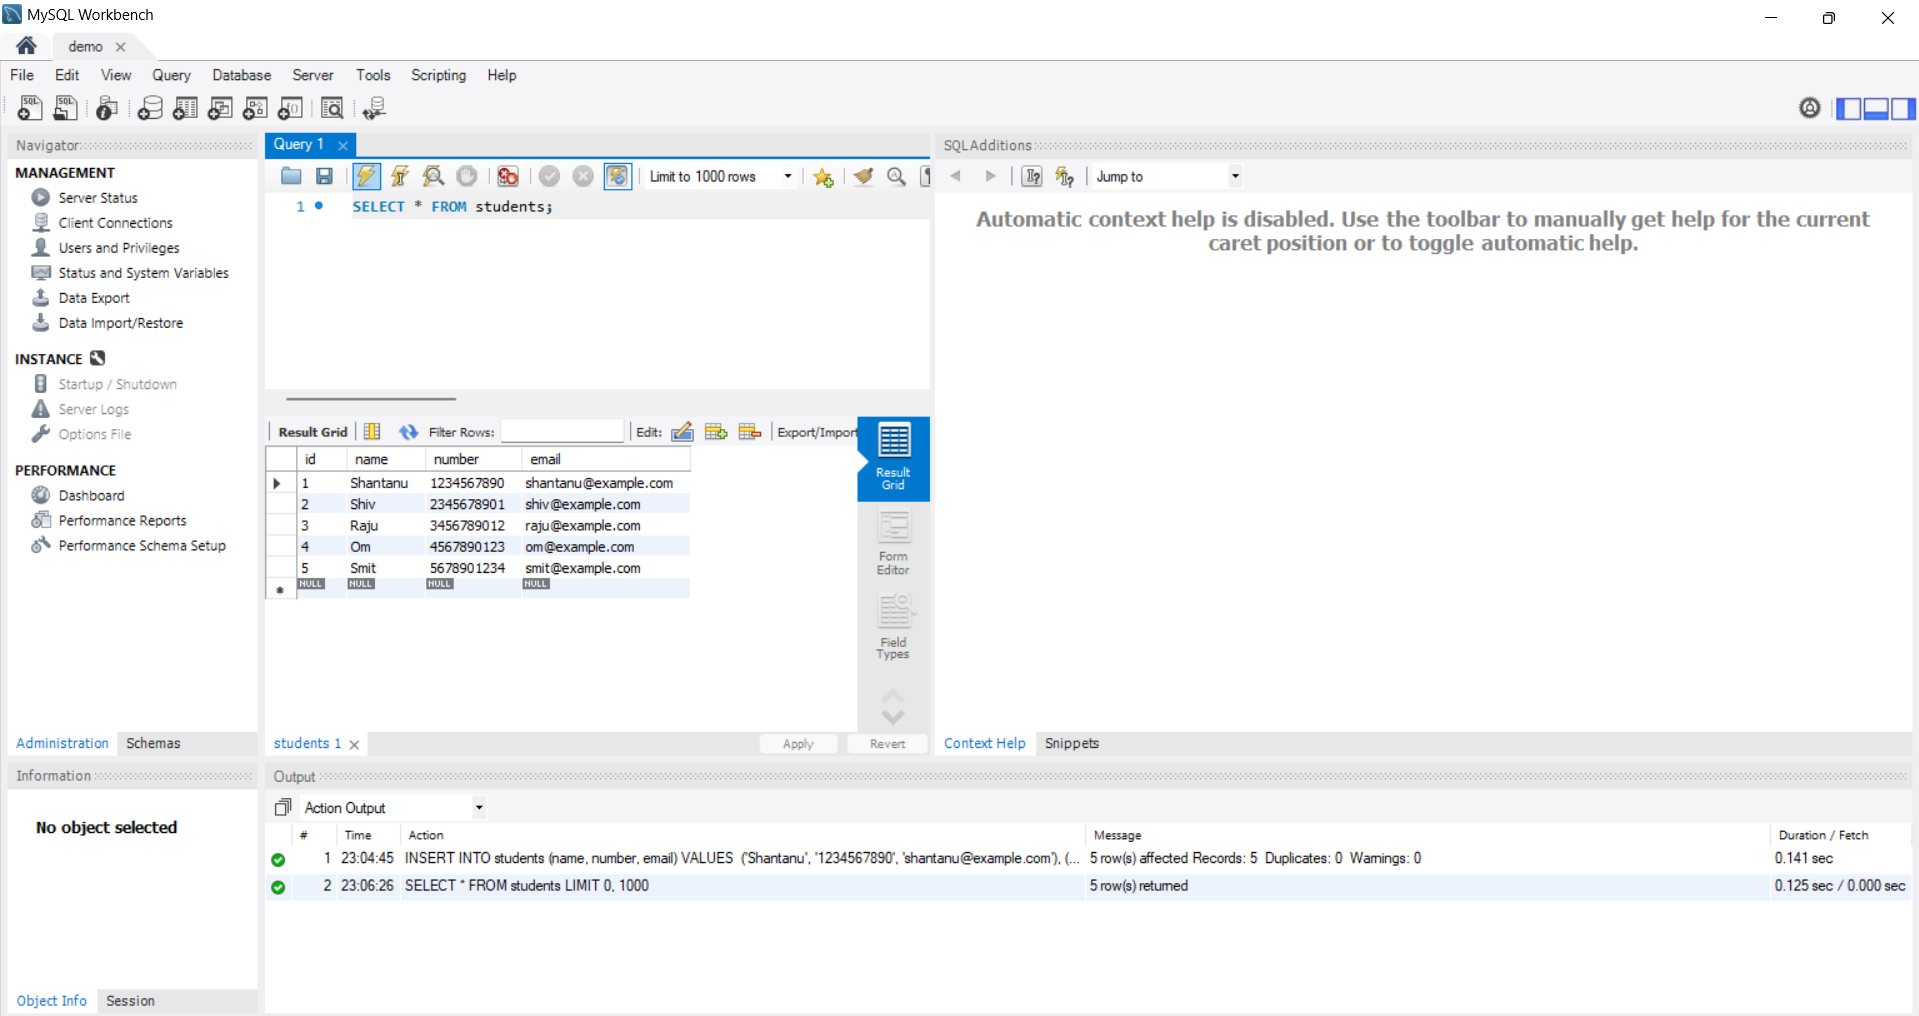 MySQL Workbench
demo
File Edit View Query Database Server Tools Scripting Help
Navigator
MANAGEMENT
Server Status
Client Connections
Users and Privileges
Status and System Variables
Data Export
Data Import/Restore
INSTANCE
Startup / Shutdown
Server Logs
Options File
PERFORMANCE
Dashboard
Performance Reports
Performance Schema Setup
Administration Schemas
Query 1
Limit to 1000 rows
1 SELECT * FROM students;
Result Grid Filter Rows: Edit: Export/Import
id name number email
1 Shantanu 1234567890 shantanu@example.com
2 Shiv 2345678901 shiv@example.com
3 Raju 3456789012 raju@example.com
4 Om 4567890123 om@example.com
5 Smit 5678901234 smit@example.com
NULL NULL NULL NULL
Result
Grid
Form
Editor
Field
Types
students 1 Apply Revert
SQLAdditions
Jump to
Automatic context help is disabled. Use the toolbar to manually get help for the current
caret position or to toggle automatic help.
Context Help Snippets
Information
No object selected
Object Info Session
Output
Action Output
# Time Action Message Duration / Fetch
1 23:04:45 INSERT INTO students (name, number, email) VALUES ('Shantanu', '1234567890', 'shantanu@example.com'), (... 5 row(s) affected Records: 5 Duplicates: 0 Warnings: 0 0.141 sec
2 23:06:26 SELECT * FROM students LIMIT 0, 1000 5 row(s) returned 0.125 sec / 0.000 sec